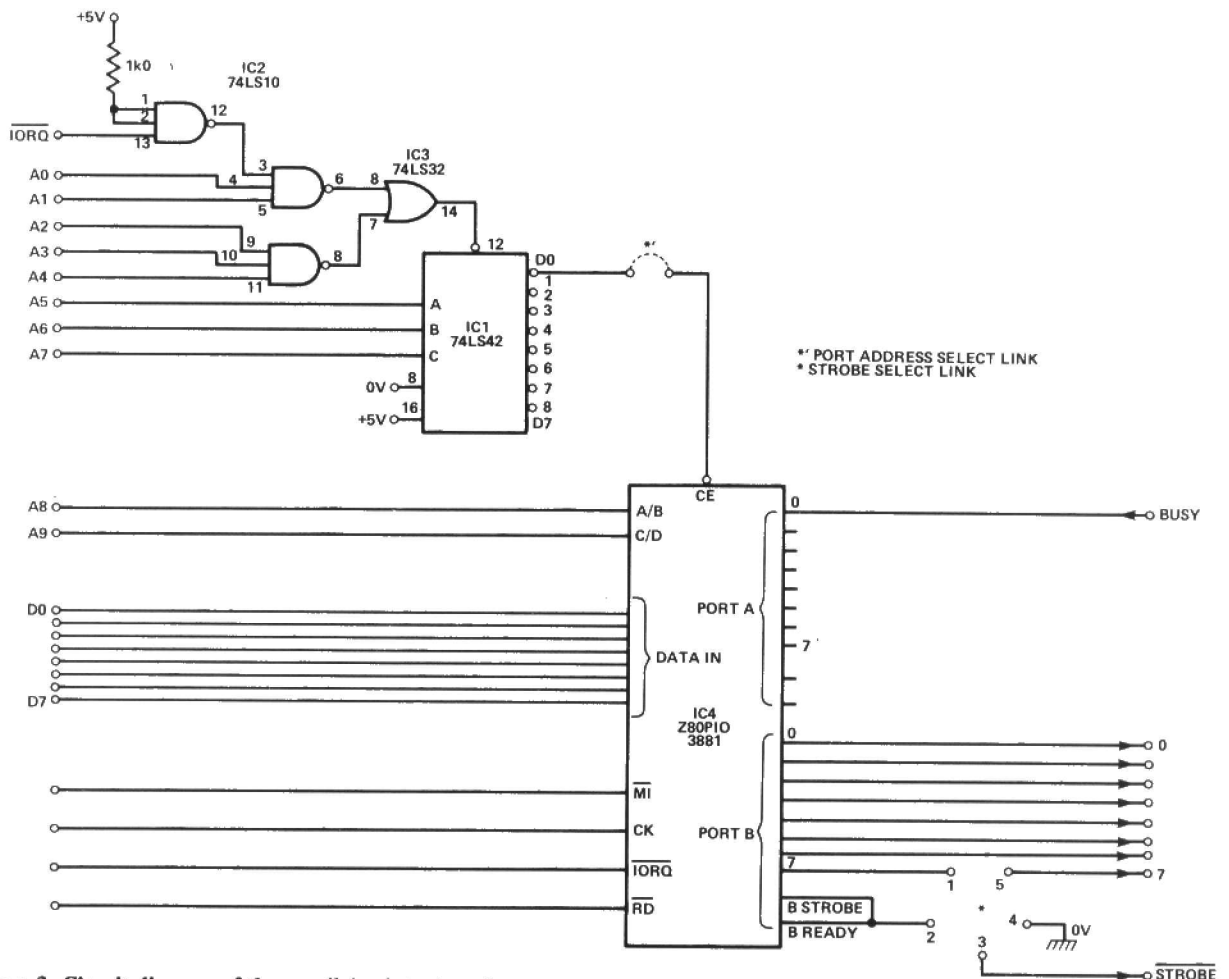 +5V
1k0
IC2
74LS10
1
2
12
IORQ
13
IC3
74LS32
A0
3
4
6
8
A1
5
7
14
A2
9
A3
10
8
12
A4
11
D0
*'
1
A5
A
2
A6
B
IC1
74LS42
3
4
A7
C
5
6
0V
8
7
+5V
16
8
D7
*' PORT ADDRESS SELECT LINK
* STROBE SELECT LINK
CE
A8
A/B
0
BUSY
A9
C/D
D0
PORT A
7
DATA IN
D7
IC4
Z80PIO
3881
0
0
MI
CK
PORT B
IORQ
7
1
5
7
RD
B STROBE
*
B READY
2
4
0V
3
STROBE